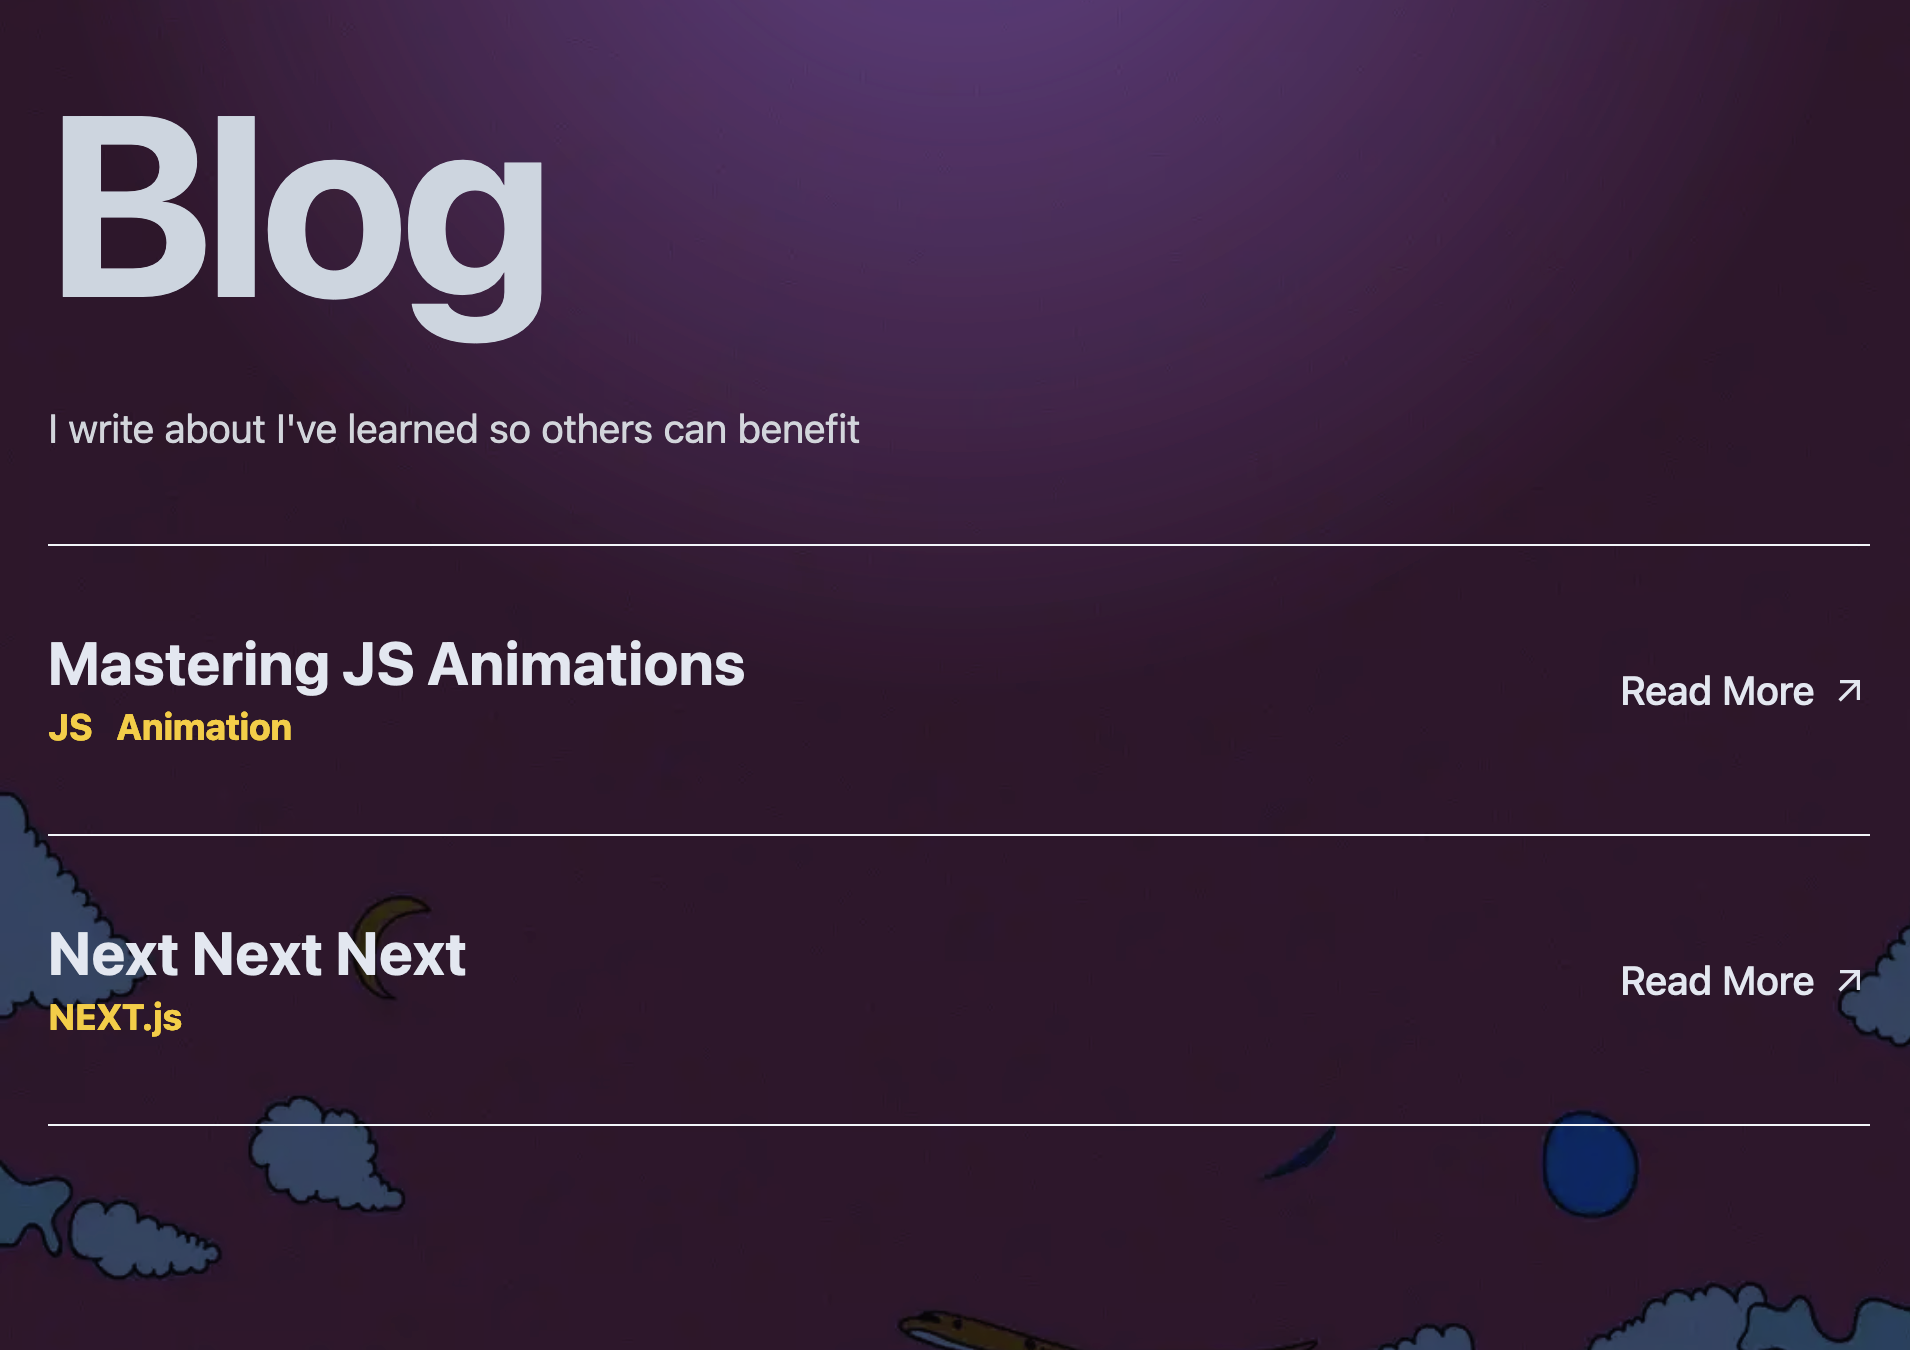 Blog
I write about I've learned so others can benefit
Mastering JS Animations
JS Animation
Read More
Next Next Next
NEXT.js
Read More